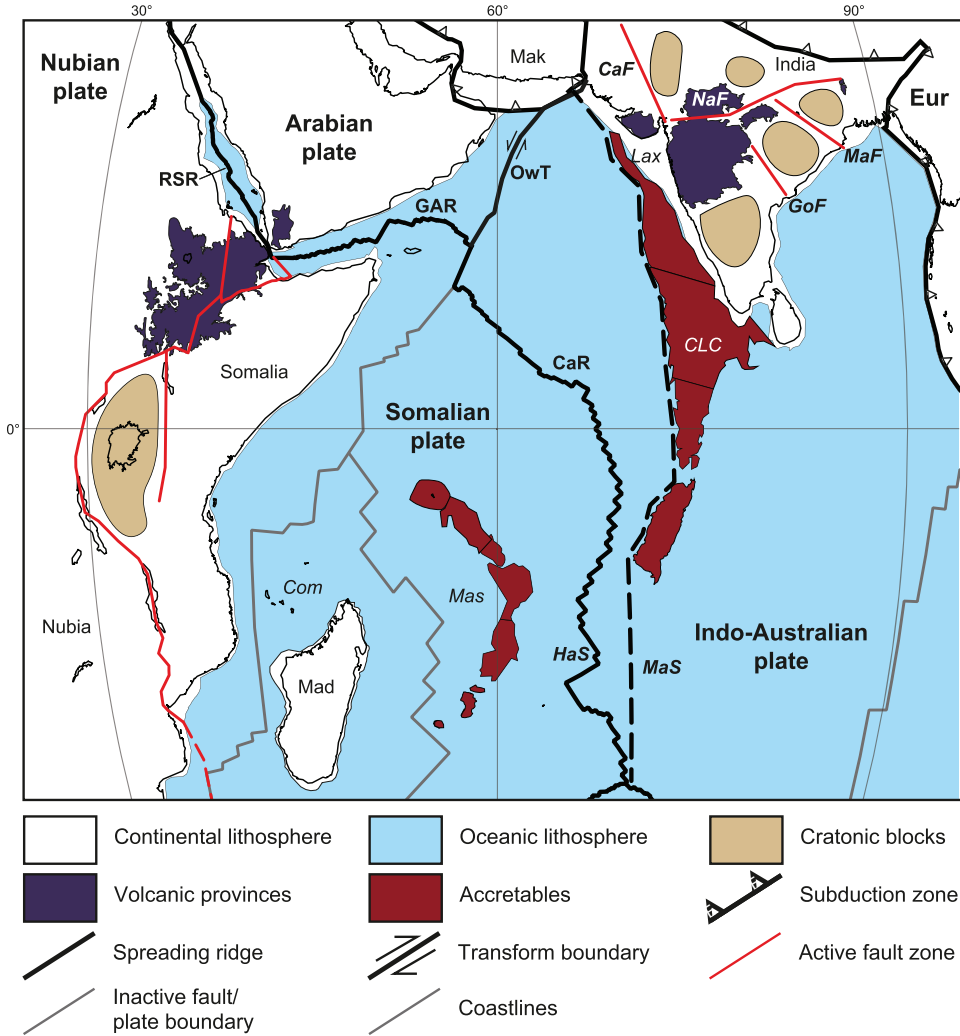 30°
60°
90°
Nubian
plate
Mak
CaF
India
NaF
Eur
Arabian
plate
RSR
OwT
Lax
MaF
GAR
GoF
CLC
Somalia
CaR
Somalian
plate
0°
Com
Mas
Nubia
Indo-Australian
plate
HaS
MaS
Mad
Continental lithosphere
Oceanic lithosphere
Cratonic blocks
Volcanic provinces
Accretables
Subduction zone
Spreading ridge
Transform boundary
Active fault zone
Inactive fault/
plate boundary
Coastlines